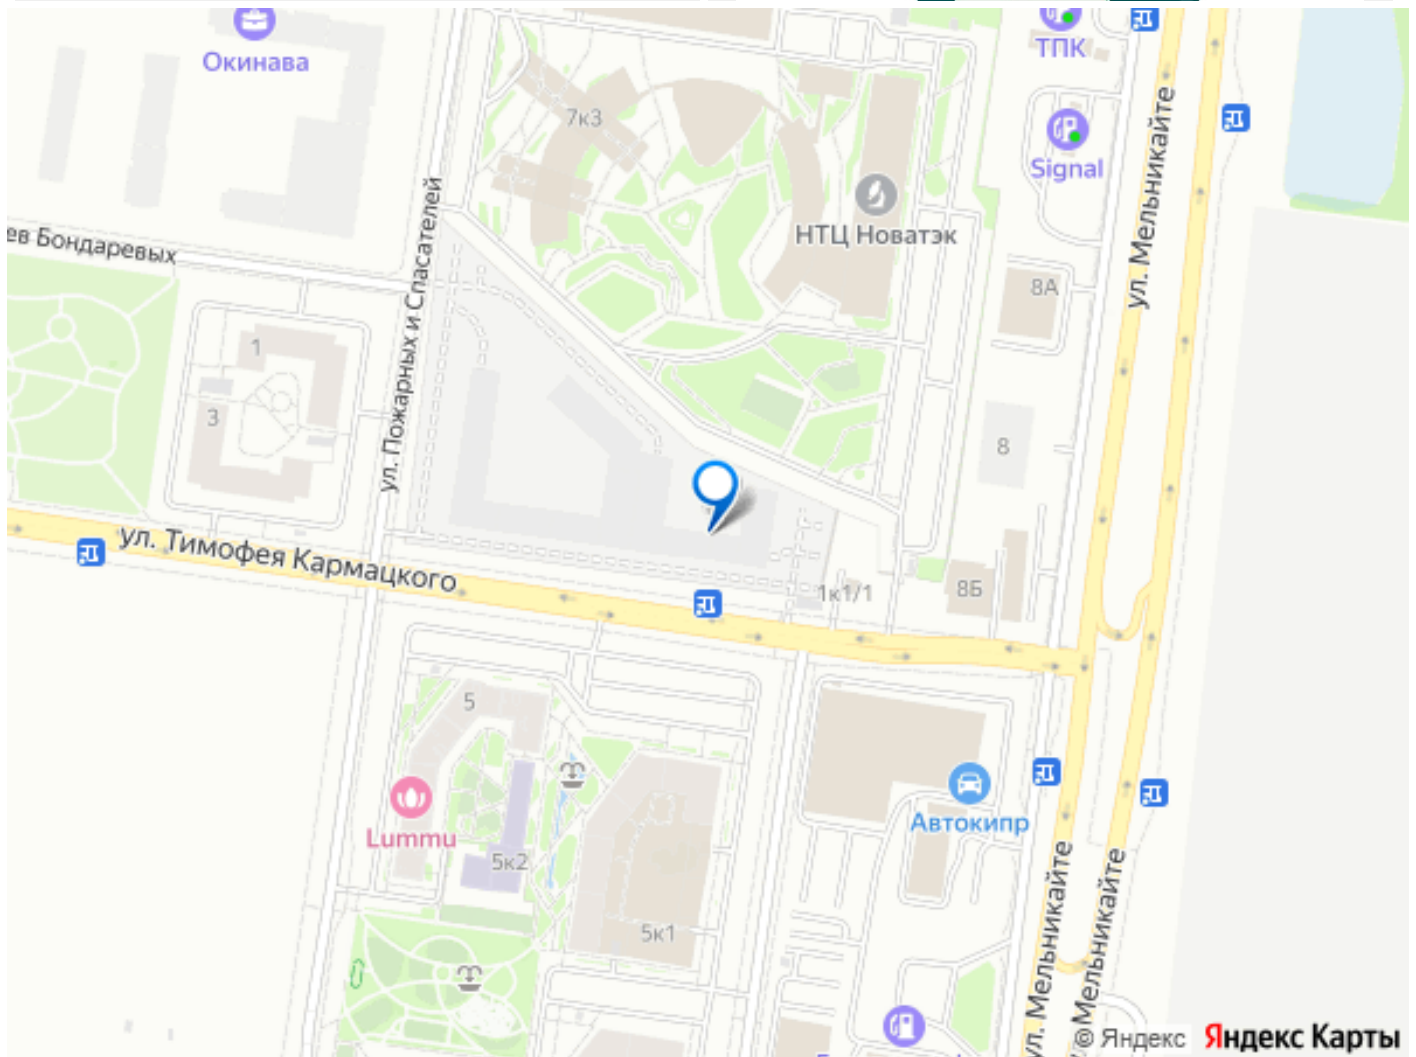 Окинава
ТПК
7к3
ул. Мельникайте
Signal
НТЦ Новатэк
ев Бондаревых
ул. Пожарных и Спасателей
8А
1
3
8
ул. Тимофея Кармацкого
1к1/1
8Б
5
Lummu
Автокипр
5к2
5к1
ул. Мельникайте
Мельникайте
© Яндекс Яндекс Карты